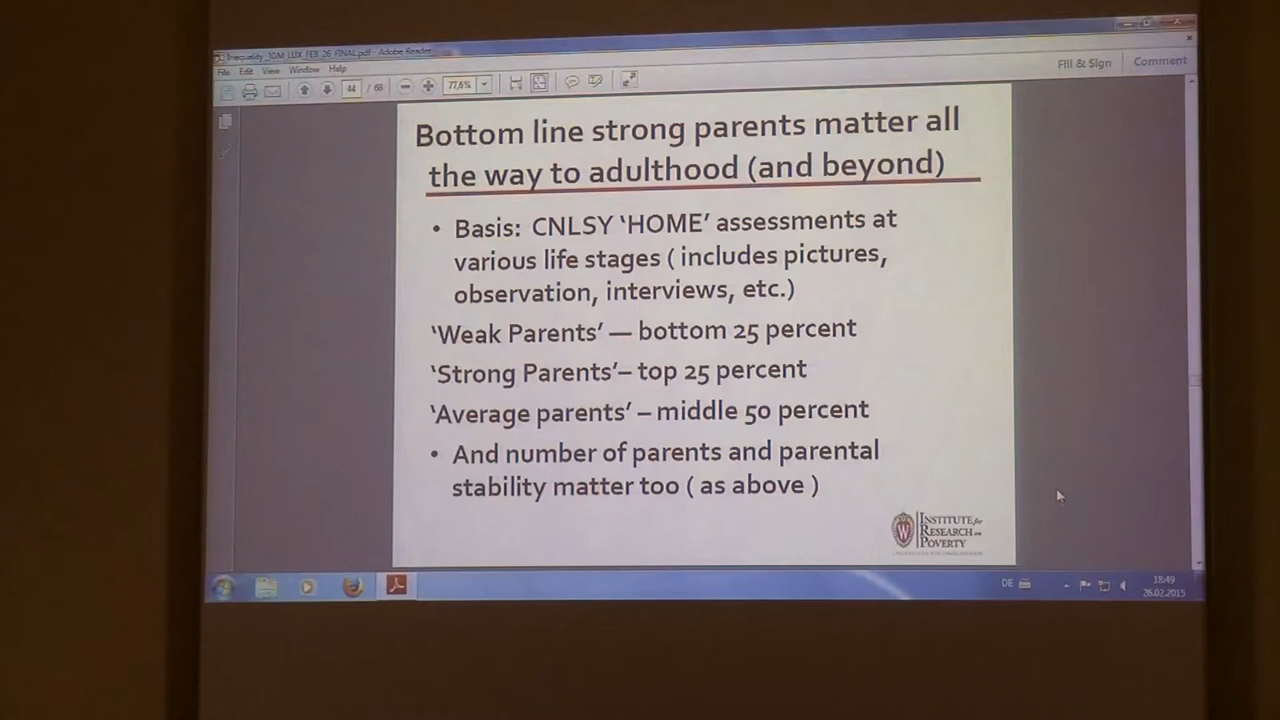 Inequality_IGM_LUX_FEB_26_FINAL.pdf - Adobe Reader
File Edit View Window Help
44 / 68 77,6% Fill & Sign Comment
Bottom line strong parents matter all
the way to adulthood (and beyond)
• Basis: CNLSY ‘HOME’ assessments at
various life stages ( includes pictures,
observation, interviews, etc.)
‘Weak Parents’ — bottom 25 percent
‘Strong Parents’– top 25 percent
‘Average parents’ – middle 50 percent
• And number of parents and parental
stability matter too ( as above )
INSTITUTE for
RESEARCH on
POVERTY
W
DE
18:49
26.02.2015